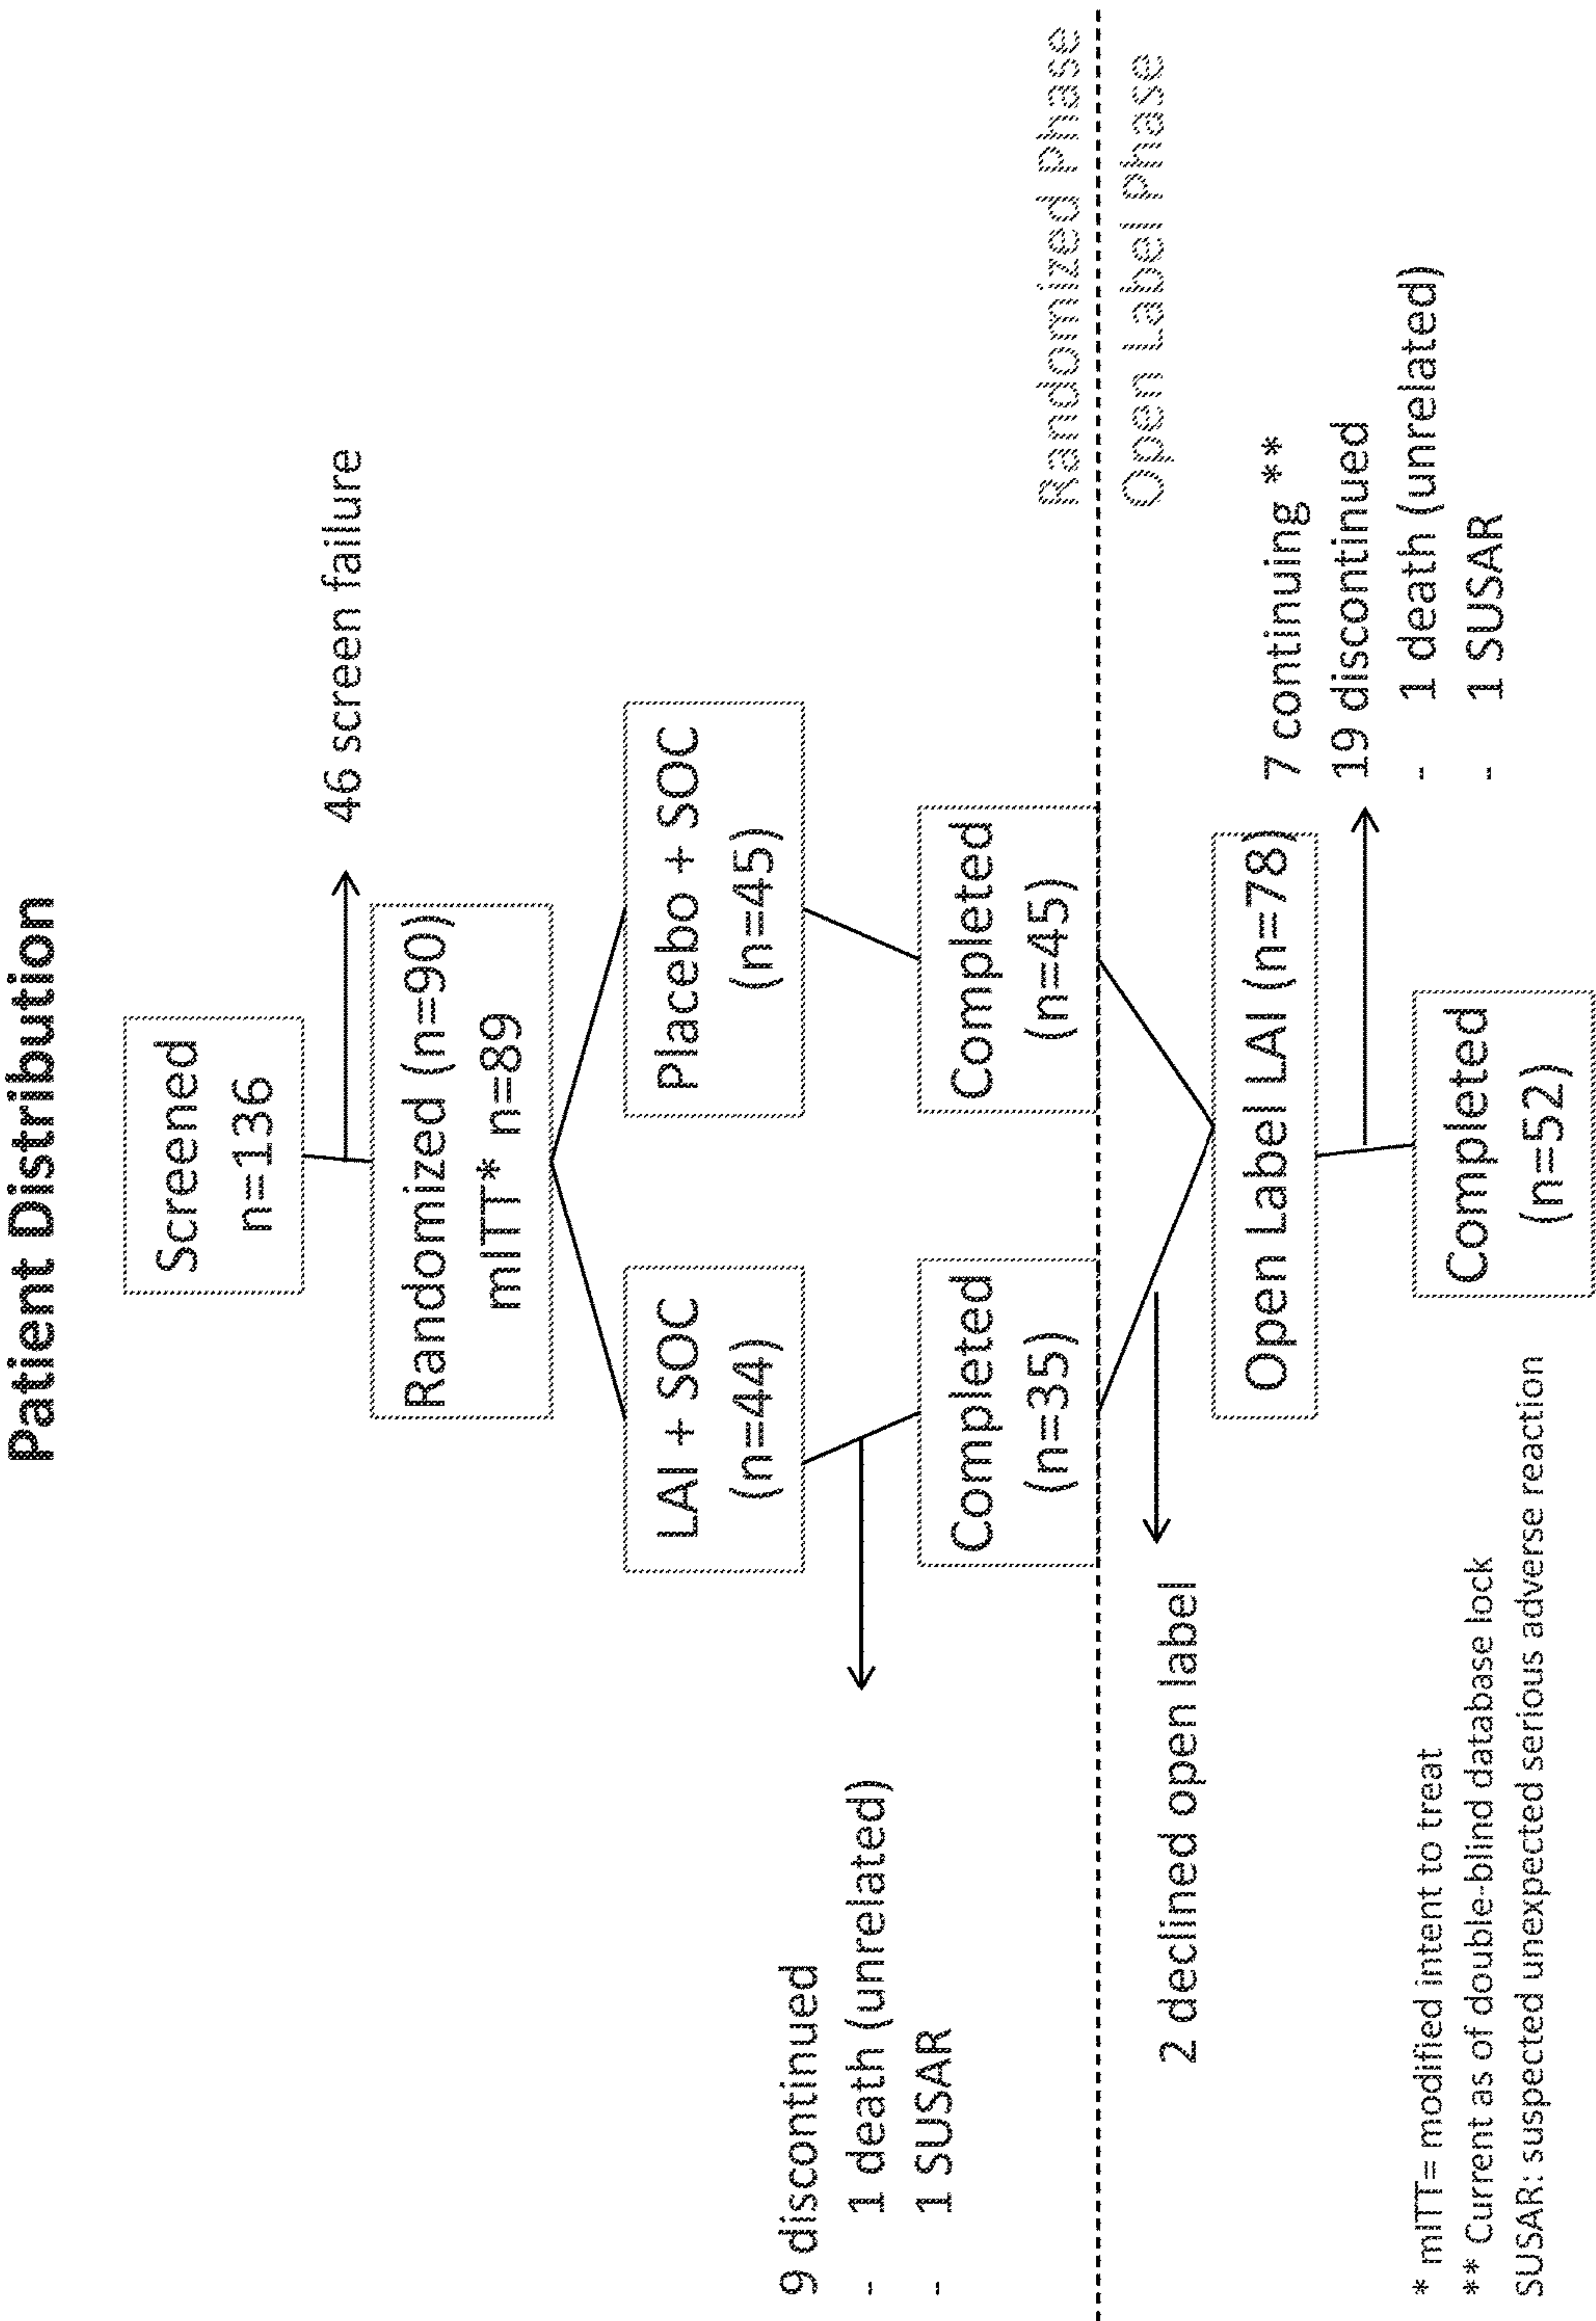 Patient Distribution
Screened
n=136
46 screen failure
Randomized (n=90)
mITT* n=89
LAI + SOC
(n=44)
Placebo + SOC
(n=45)
9 discontinued
- 1 death (unrelated)
- 1 SUSAR
Completed
(n=35)
Completed
(n=45)
Randomized Phase
Open Label Phase
2 declined open label
Open Label LAI (n=78)
7 continuing **
19 discontinued
- 1 death (unrelated)
- 1 SUSAR
Completed
(n=52)
* mITT= modified intent to treat
** Current as of double-blind database lock
SUSAR: suspected unexpected serious adverse reaction